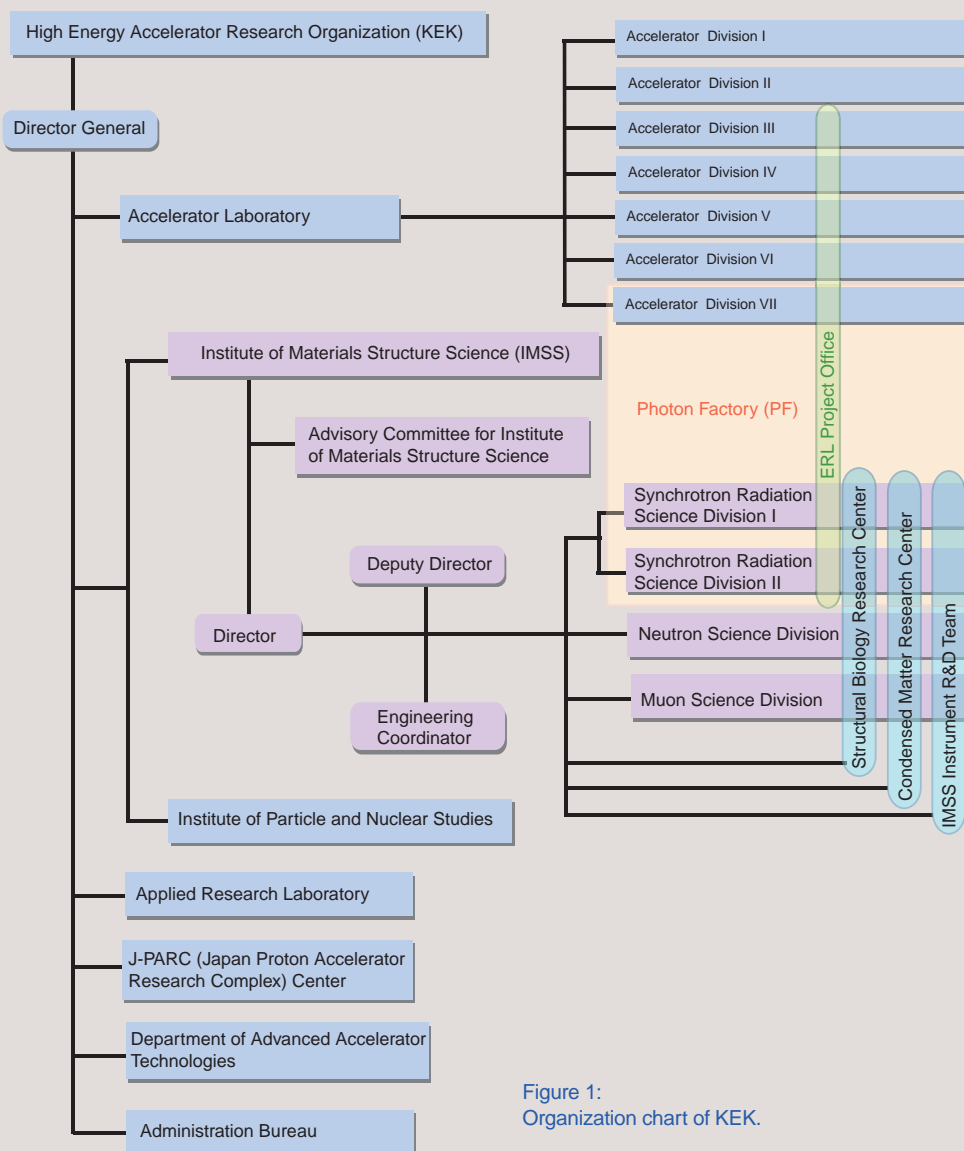 High Energy Accelerator Research Organization (KEK)
Director General
Accelerator Laboratory
Accelerator Division I
Accelerator Division II
Accelerator Division III
Accelerator Division IV
Accelerator Division V
Accelerator Division VI
Accelerator Division VII
Institute of Materials Structure Science (IMSS)
Advisory Committee for Institute
of Materials Structure Science
Photon Factory (PF)
ERL Project Office
Synchrotron Radiation
Science Division I
Synchrotron Radiation
Science Division II
Deputy Director
Director
Engineering
Coordinator
Neutron Science Division
Muon Science Division
Structural Biology Research Center
Condensed Matter Research Center
IMSS Instrument R&D Team
Institute of Particle and Nuclear Studies
Applied Research Laboratory
J-PARC (Japan Proton Accelerator
Research Complex) Center
Department of Advanced Accelerator
Technologies
Administration Bureau
Figure 1:
Organization chart of KEK.